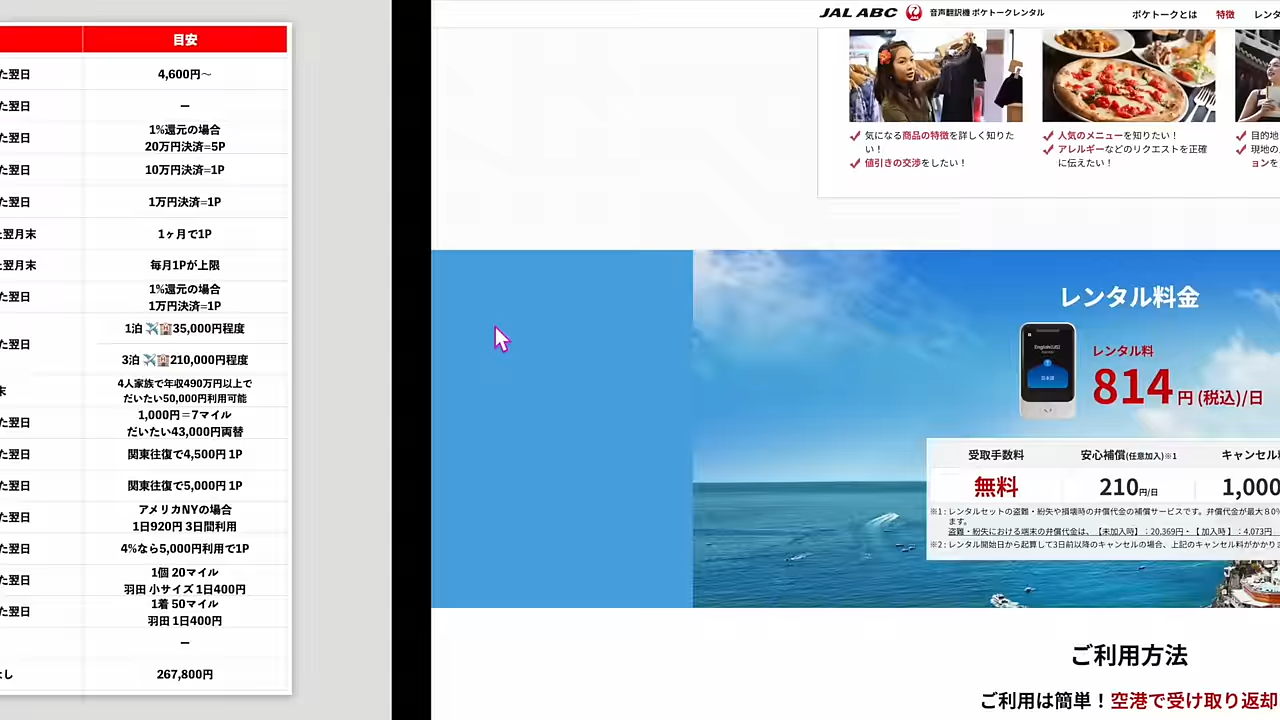 目安
た翌日
4,600円～
た翌日
ー
た翌日
1%還元の場合
20万円決済=5P
た翌日
10万円決済=1P
た翌日
1万円決済=1P
た翌月末
1ヶ月で1P
た翌月末
毎月1Pが上限
た翌日
1%還元の場合
1万円決済=1P
た翌日
1泊 ✈️🏨35,000円程度
3泊 ✈️🏨210,000円程度
末
4人家族で年収490万円以上で
だいたい50,000円利用可能
た翌日
1,000円＝7マイル
だいたい43,000円両替
た翌日
関東往復で4,500円 1P
た翌日
関東往復で5,000円 1P
た翌日
アメリカNYの場合
1日920円 3日間利用
た翌日
4%なら5,000円利用で1P
た翌日
1個 20マイル
羽田 小サイズ 1日400円
た翌日
1着 50マイル
羽田 1日400円
ー
なし
267,800円
JAL ABC 音声翻訳機 ポケトークレンタル
ポケトークとは 特徴 レンタ
気になる商品の特徴を詳しく知りた
い！
値引きの交渉をしたい！
人気のメニューを知りたい！
アレルギーなどのリクエストを正確
に伝えたい！
目的地
現地の
ョンを
レンタル料金
English(US)
日本語
レンタル料
814円 (税込)/日
受取手数料 安心補償(任意加入)※1 キャンセル料
無料 210円/日 1,000
※1 : レンタルセットの盗難・紛失や損壊時の弁償代金の補償サービスです。弁償代金が最大８０%
ます。
盗難・紛失における端末の弁償代金は、【未加入時】：20,369円・【 加入時 】：4,073円
※2 : レンタル開始日から起算して3日前以降のキャンセルの場合、上記のキャンセル料がかかり
ご利用方法
ご利用は簡単！空港で受け取り返却